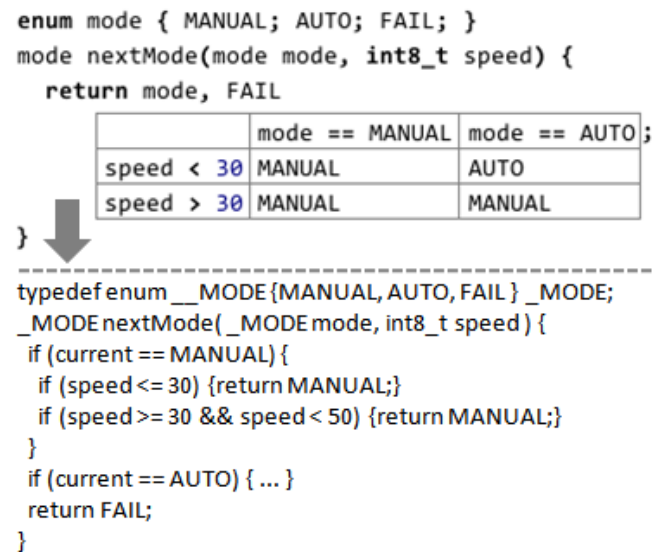 enum mode { MANUAL; AUTO; FAIL; }
mode nextMode(mode mode, int8_t speed) {
return mode, FAIL
mode == MANUAL mode == AUTO ;
speed < 30 MANUAL AUTO
speed > 30 MANUAL MANUAL
}
typedef enum __MODE {MANUAL, AUTO, FAIL } _MODE;
_MODE nextMode( _MODE mode, int8_t speed ) {
if (current == MANUAL) {
if (speed <= 30) {return MANUAL;}
if (speed >= 30 && speed < 50) {return MANUAL;}
}
if (current == AUTO) { ... }
return FAIL;
}